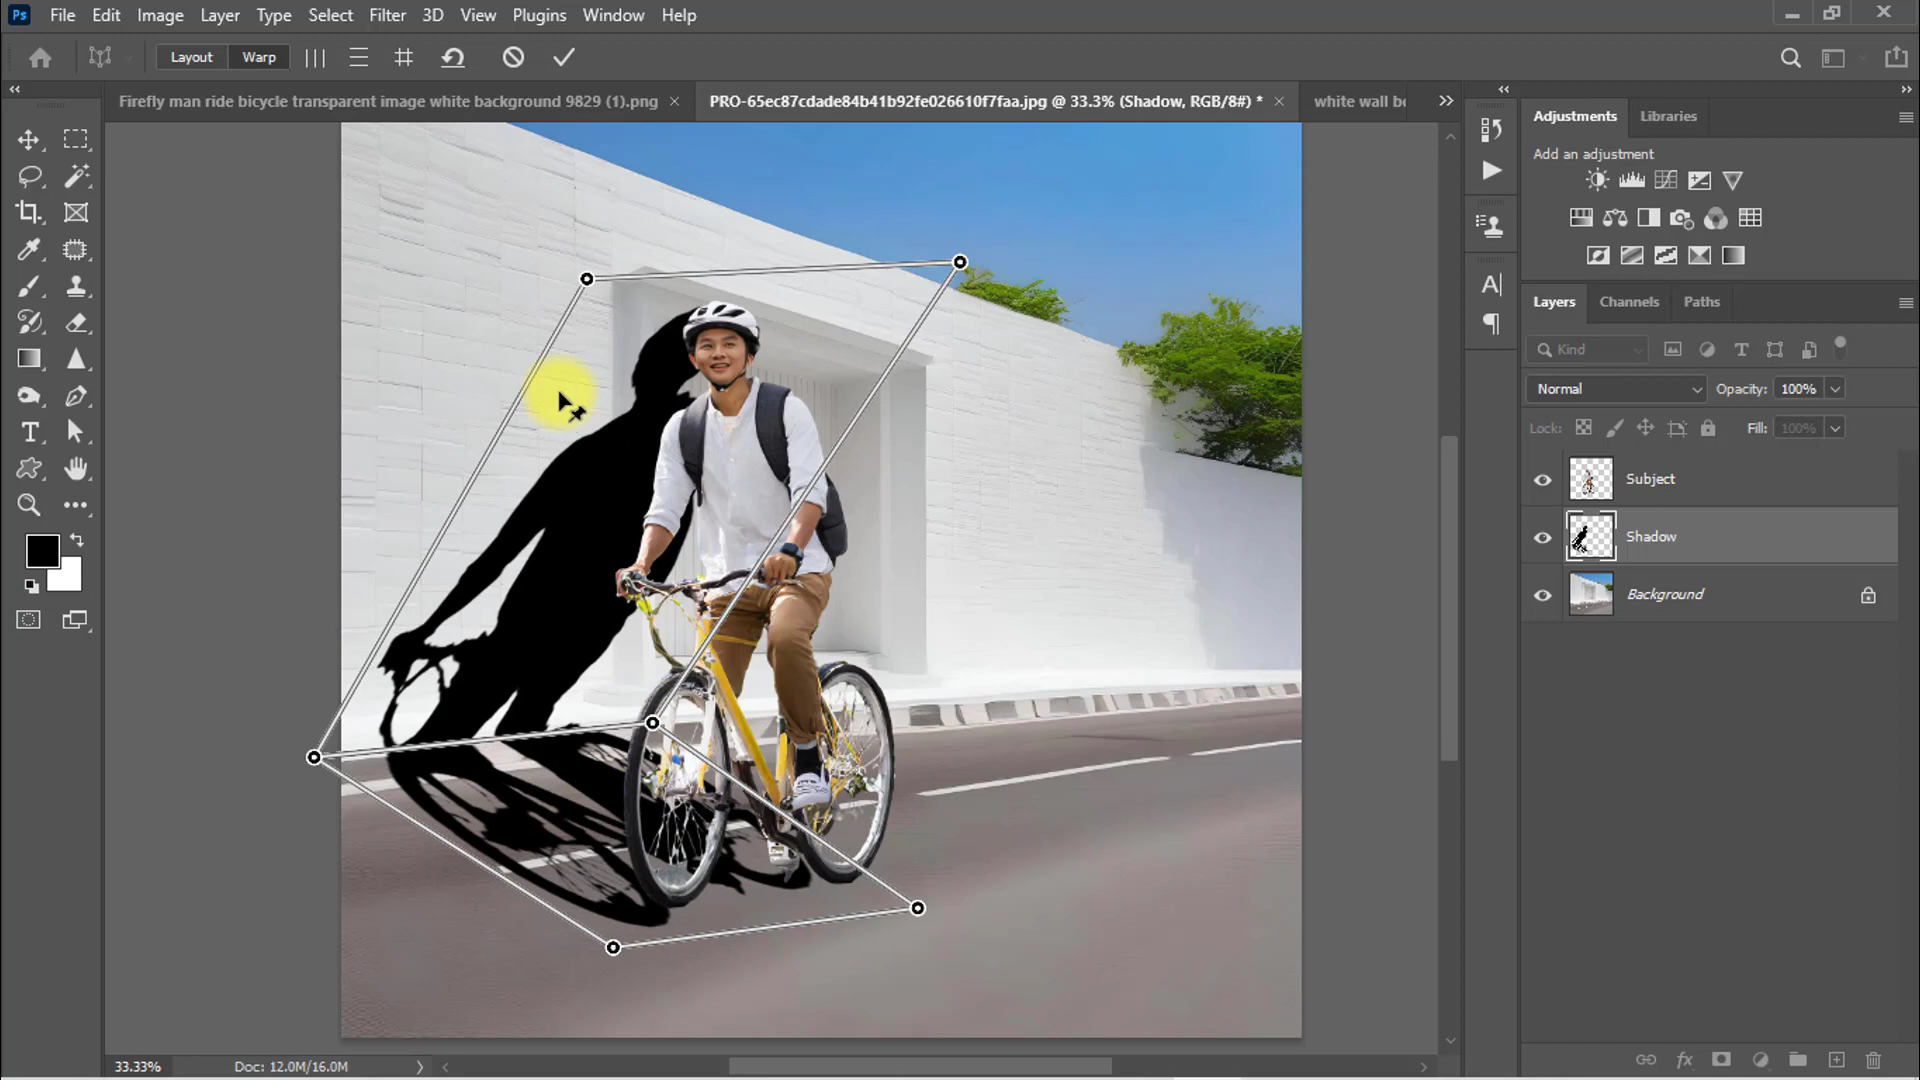 Ps File Edit Image Layer Type Select Filter 3D View Plugins Window Help
Layout Warp
Firefly man ride bicycle transparent image white background 9829 (1).png × PRO-65ec87cdade84b41b92fe026610f7faa.jpg @ 33.3% (Shadow, RGB/8#) * × white wall be
Adjustments Libraries
Add an adjustment
Layers Channels Paths
Kind
Normal Opacity: 100%
Lock: Fill: 100%
Subject
Shadow
Background
33.33% Doc: 12.0M/16.0M